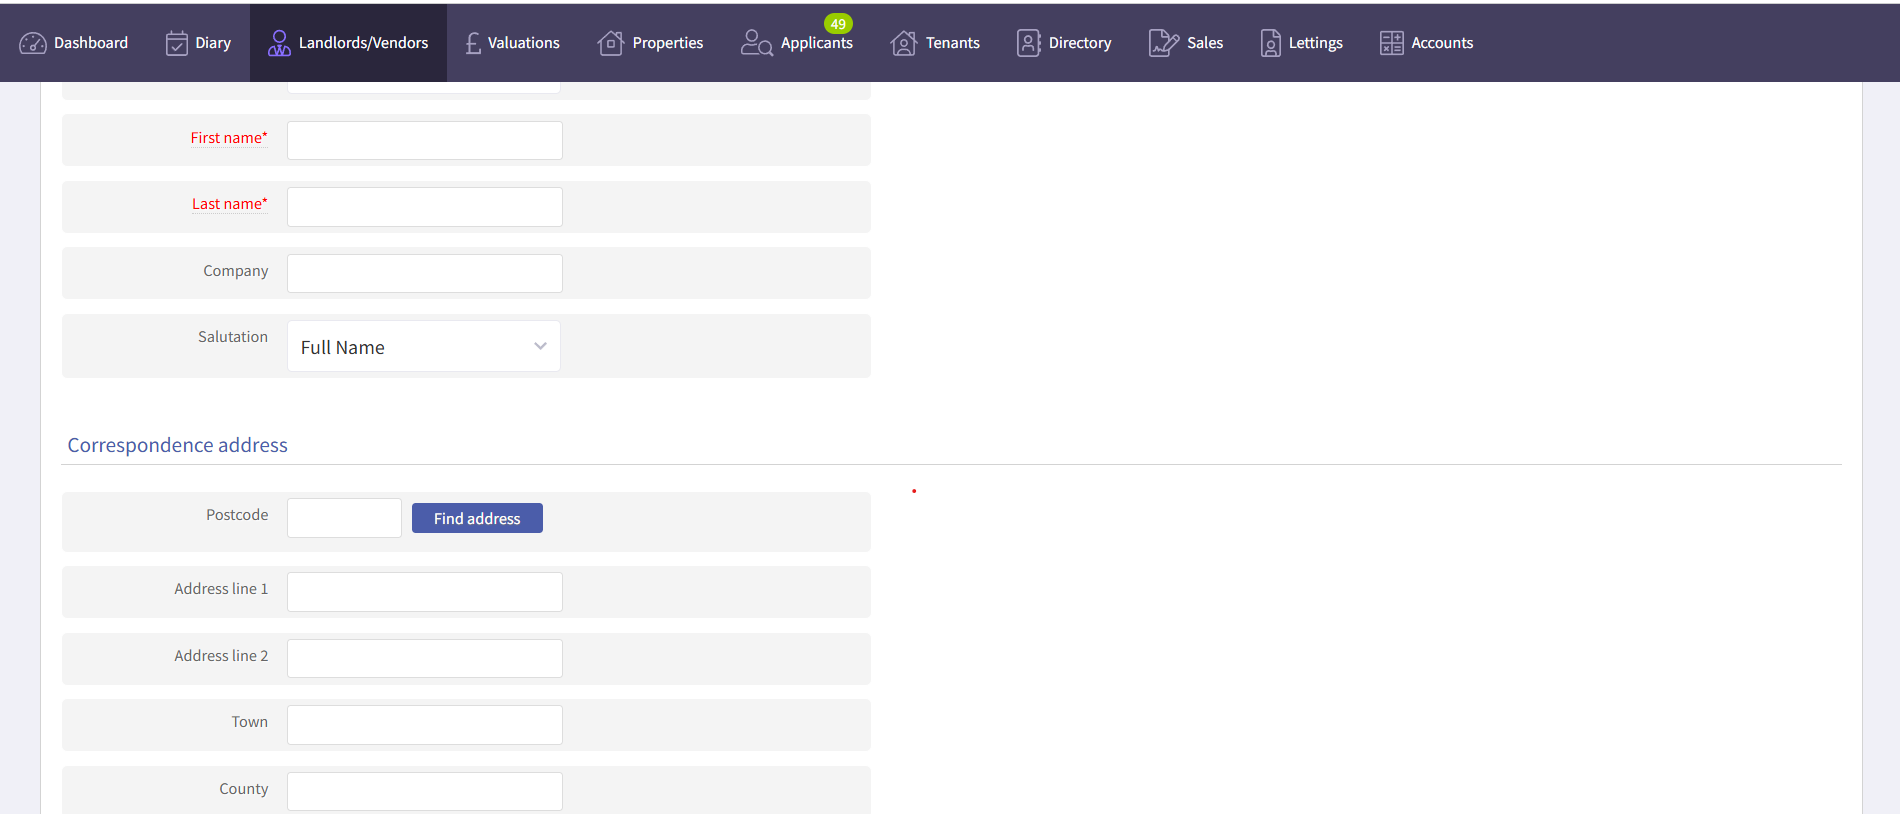 49
Dashboard Diary Landlords/Vendors Valuations Properties Applicants Tenants Directory Sales Lettings Accounts
First name*
Last name*
Company
Salutation Full Name
Correspondence address
Postcode Find address
Address line 1
Address line 2
Town
County